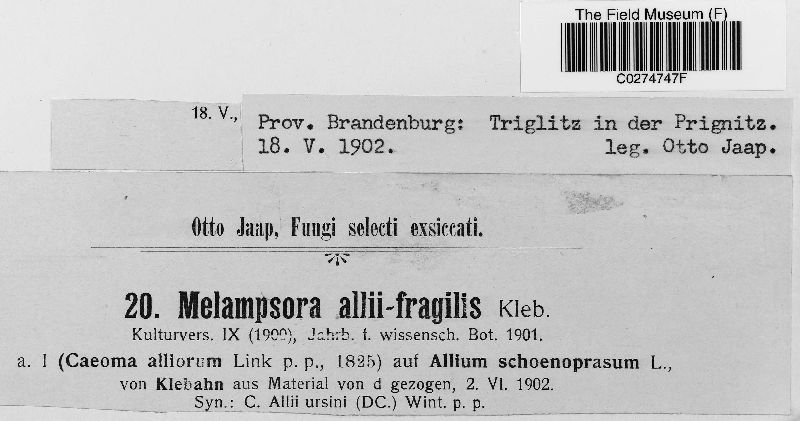 The Field Museum (F)
C0274747F
18. V.,
Prov. Brandenburg: Triglitz in der Prignitz.
18. V. 1902. leg. Otto Jaap.
Otto Jaap, Fungi selecti exsiccati.
20. Melampsora allii-fragilis Kleb.
Kulturvers. IX (1900), Jahrb. f. wissensch. Bot. 1901.
a. I (Caeoma alliorum Link p. p., 1825) auf Allium schoenoprasum L.,
von Klebahn aus Material von d gezogen, 2. VI. 1902.
Syn.: C. Allii ursini (DC.) Wint. p. p.